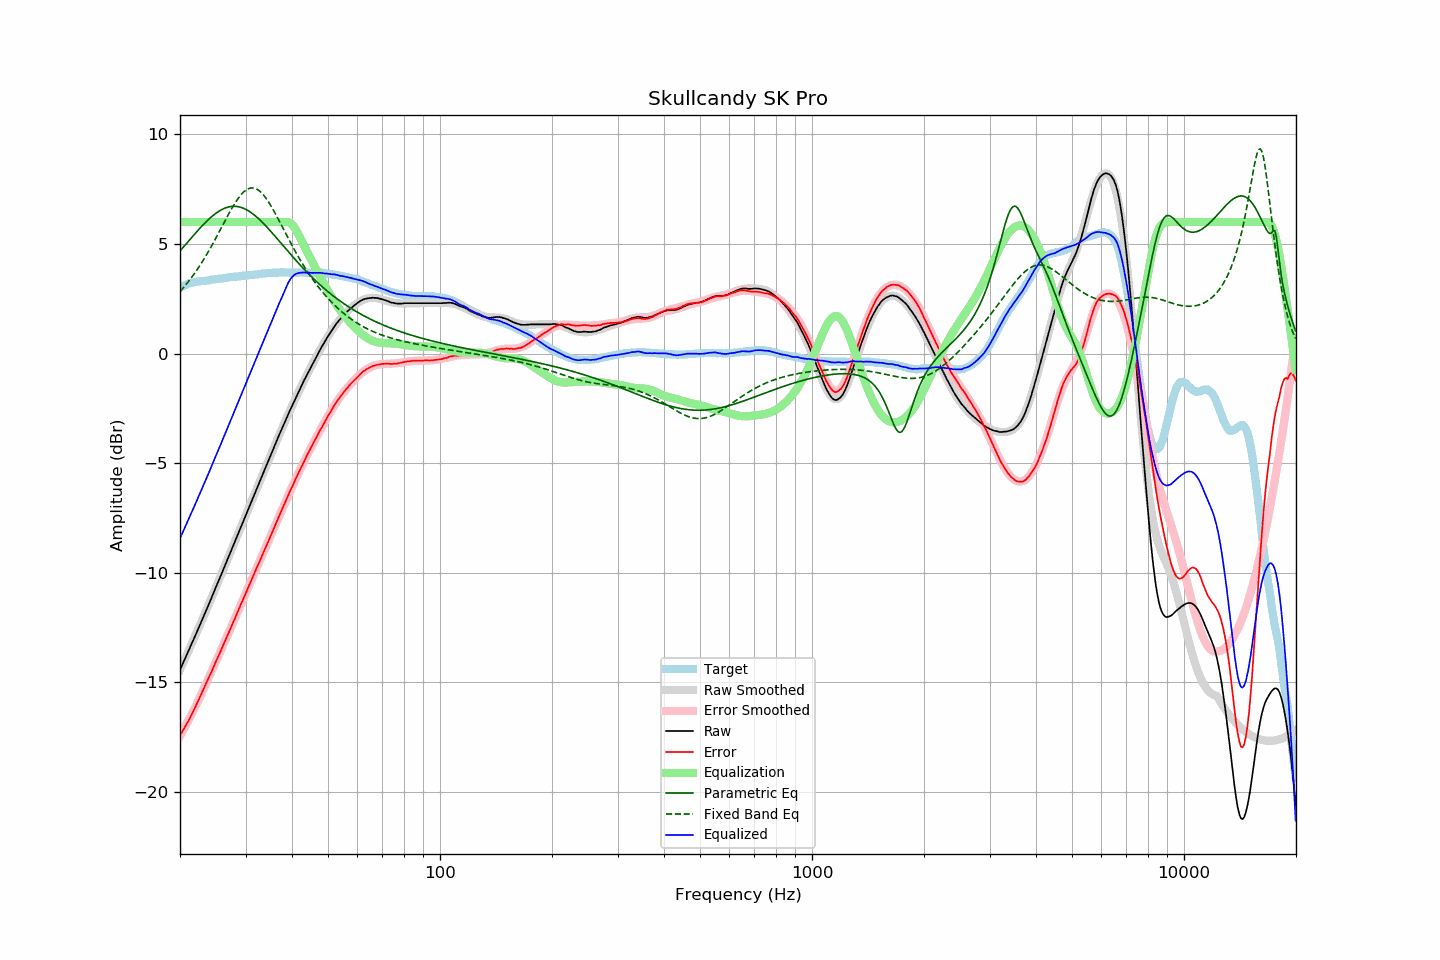 Skullcandy SK Pro
10
5
0
−5
−10
−15
−20
Amplitude (dBr)
Target
Raw Smoothed
Error Smoothed
Raw
Error
Equalization
Parametric Eq
Fixed Band Eq
Equalized
100
1000
10000
Frequency (Hz)